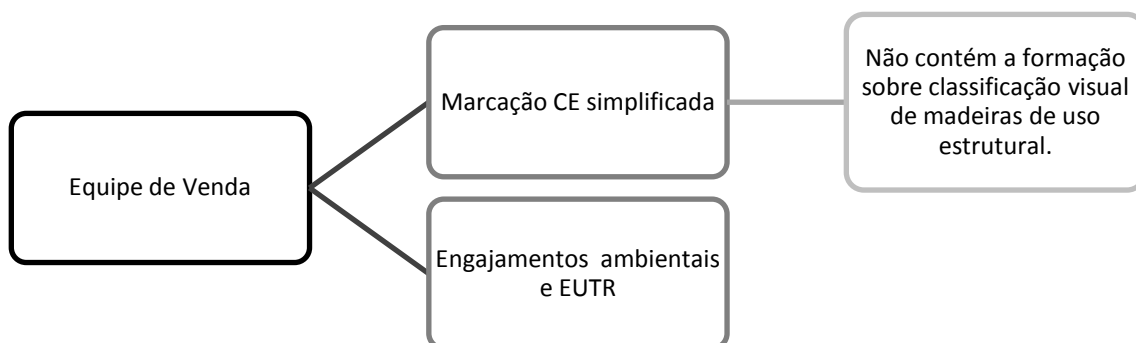 Equipe de Venda
Marcação CE simplificada
Não contém a formação
sobre classificação visual
de madeiras de uso
estrutural.
Engajamentos ambientais
e EUTR